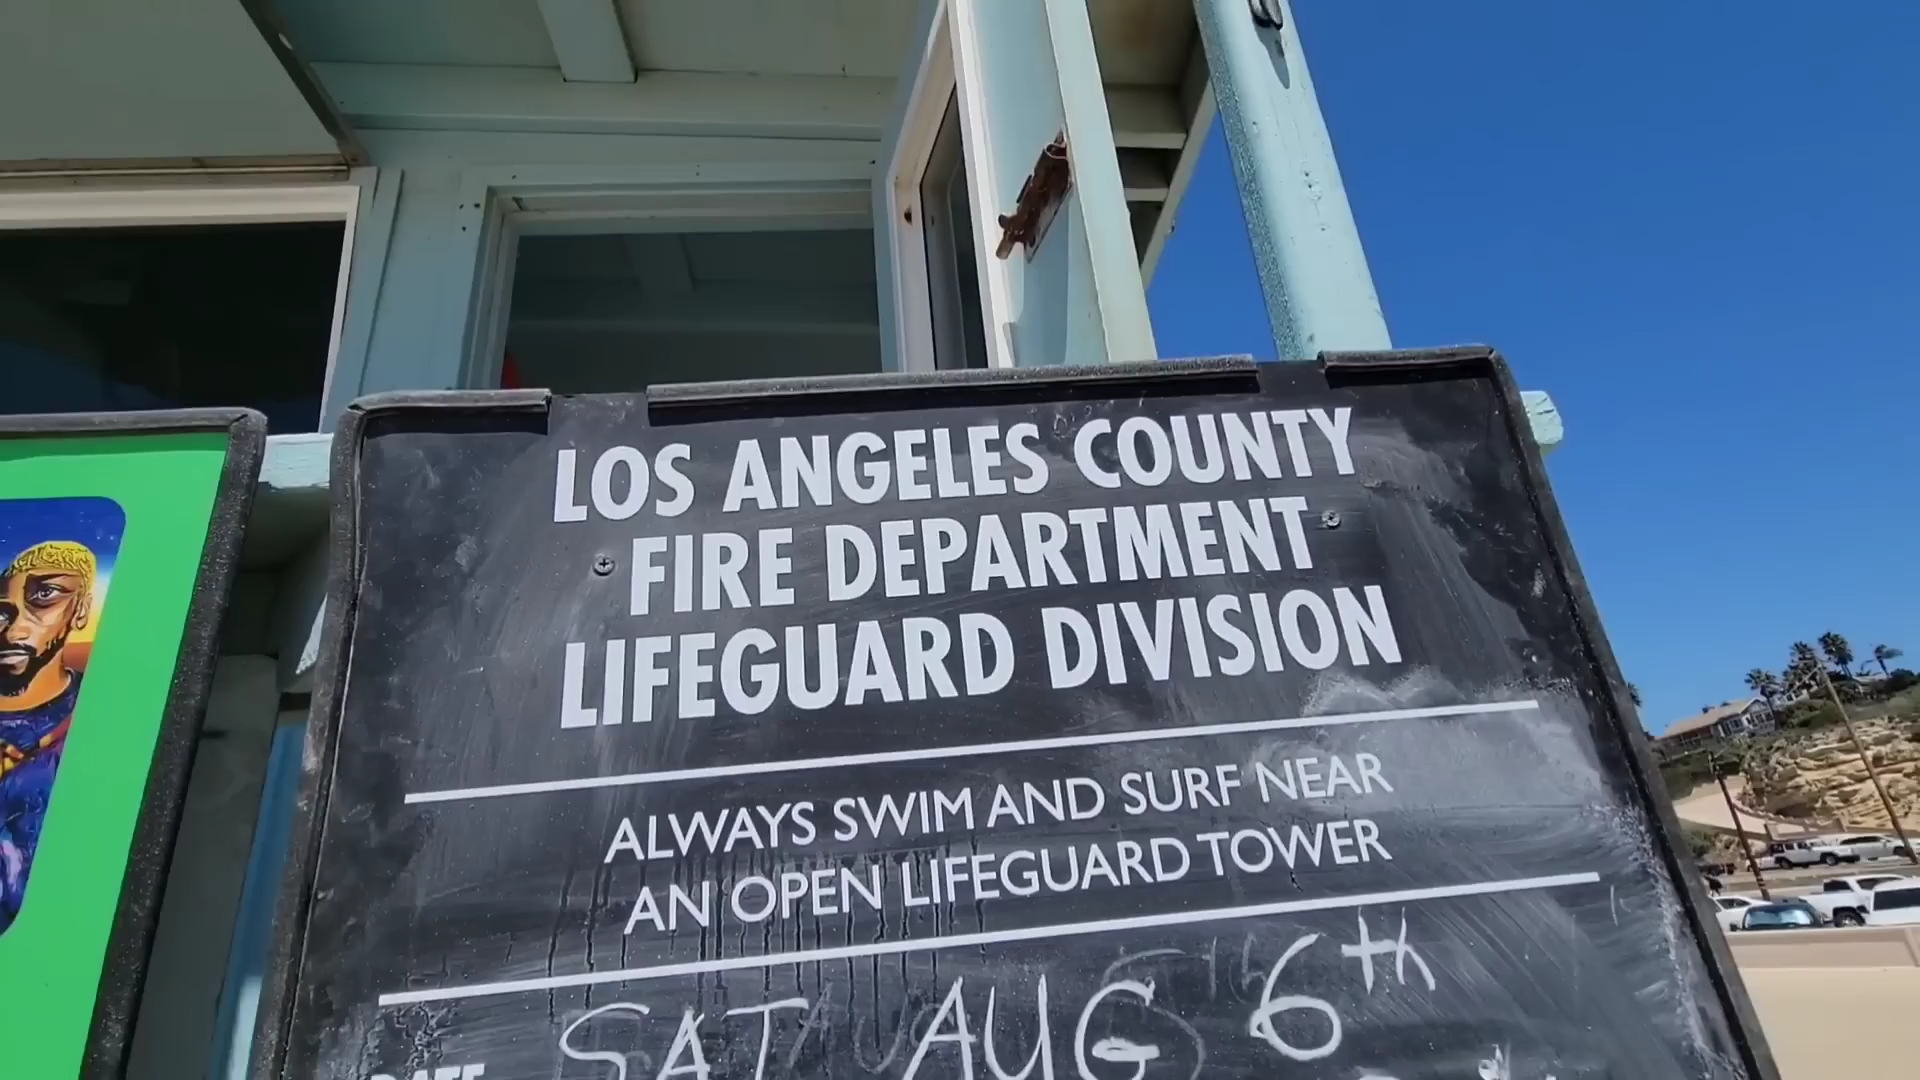 LOS ANGELES COUNTY
FIRE DEPARTMENT
LIFEGUARD DIVISION
ALWAYS SWIM AND SURF NEAR
AN OPEN LIFEGUARD TOWER
DATE SAT AUG 6th